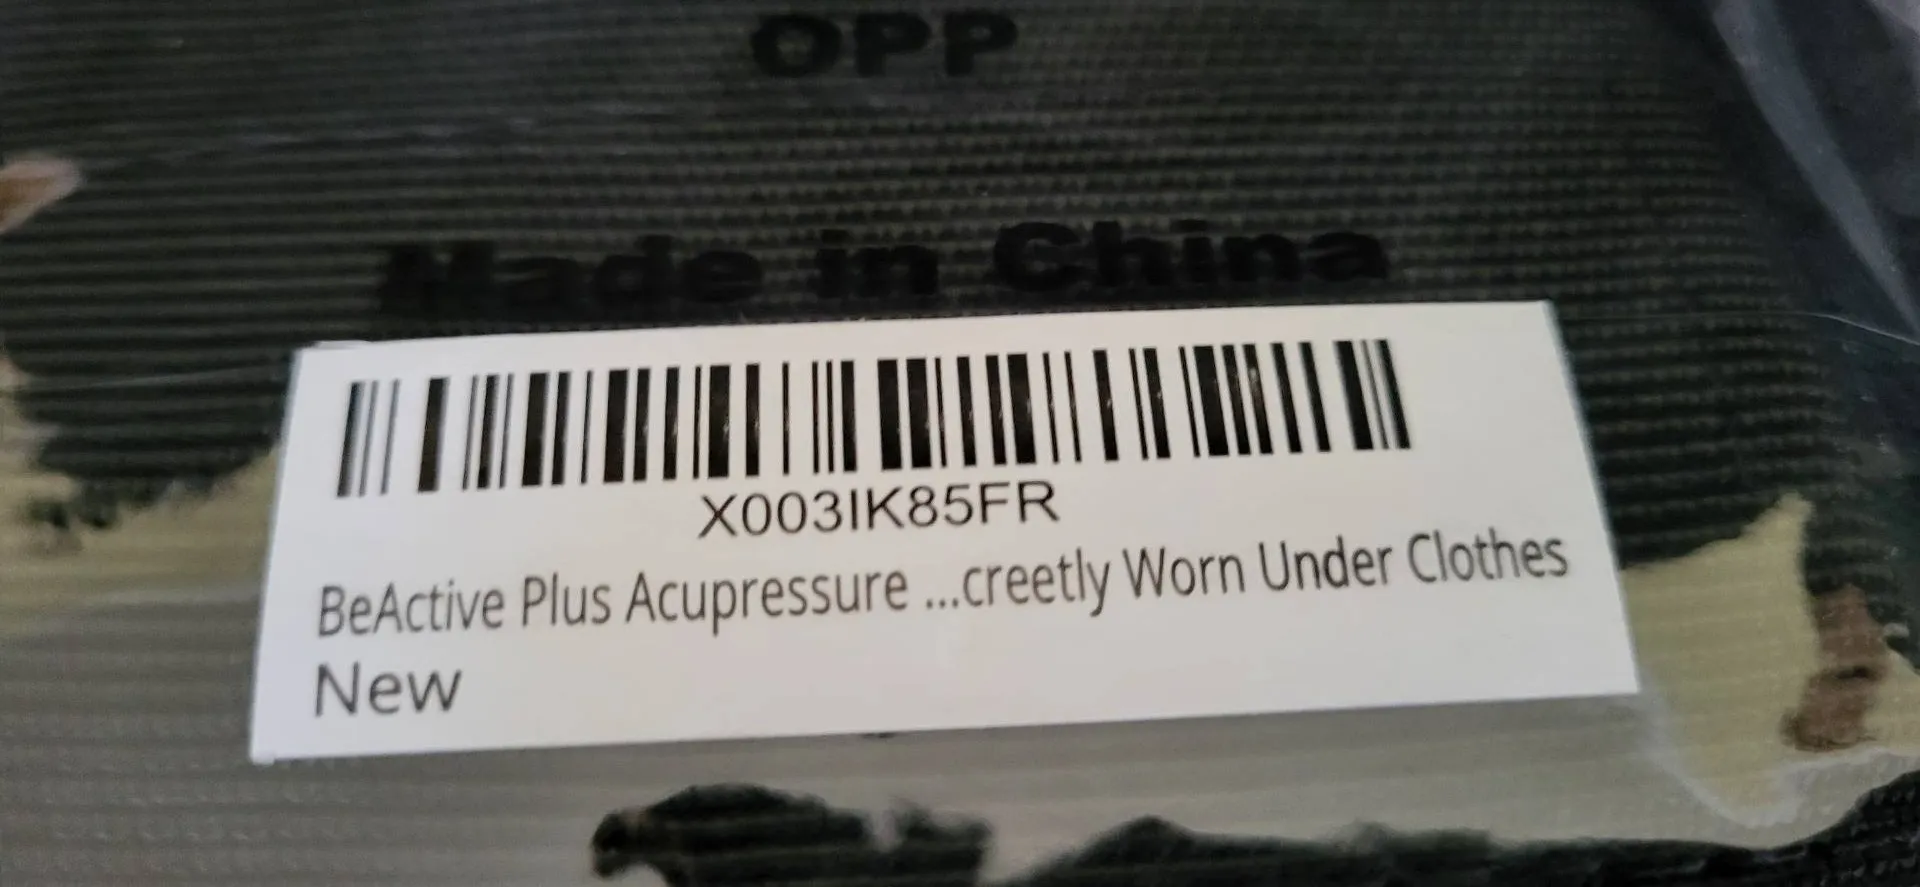 OPP
Made in China
X003IK85FR
BeActive Plus Acupressure ...creetly Worn Under Clothes
New